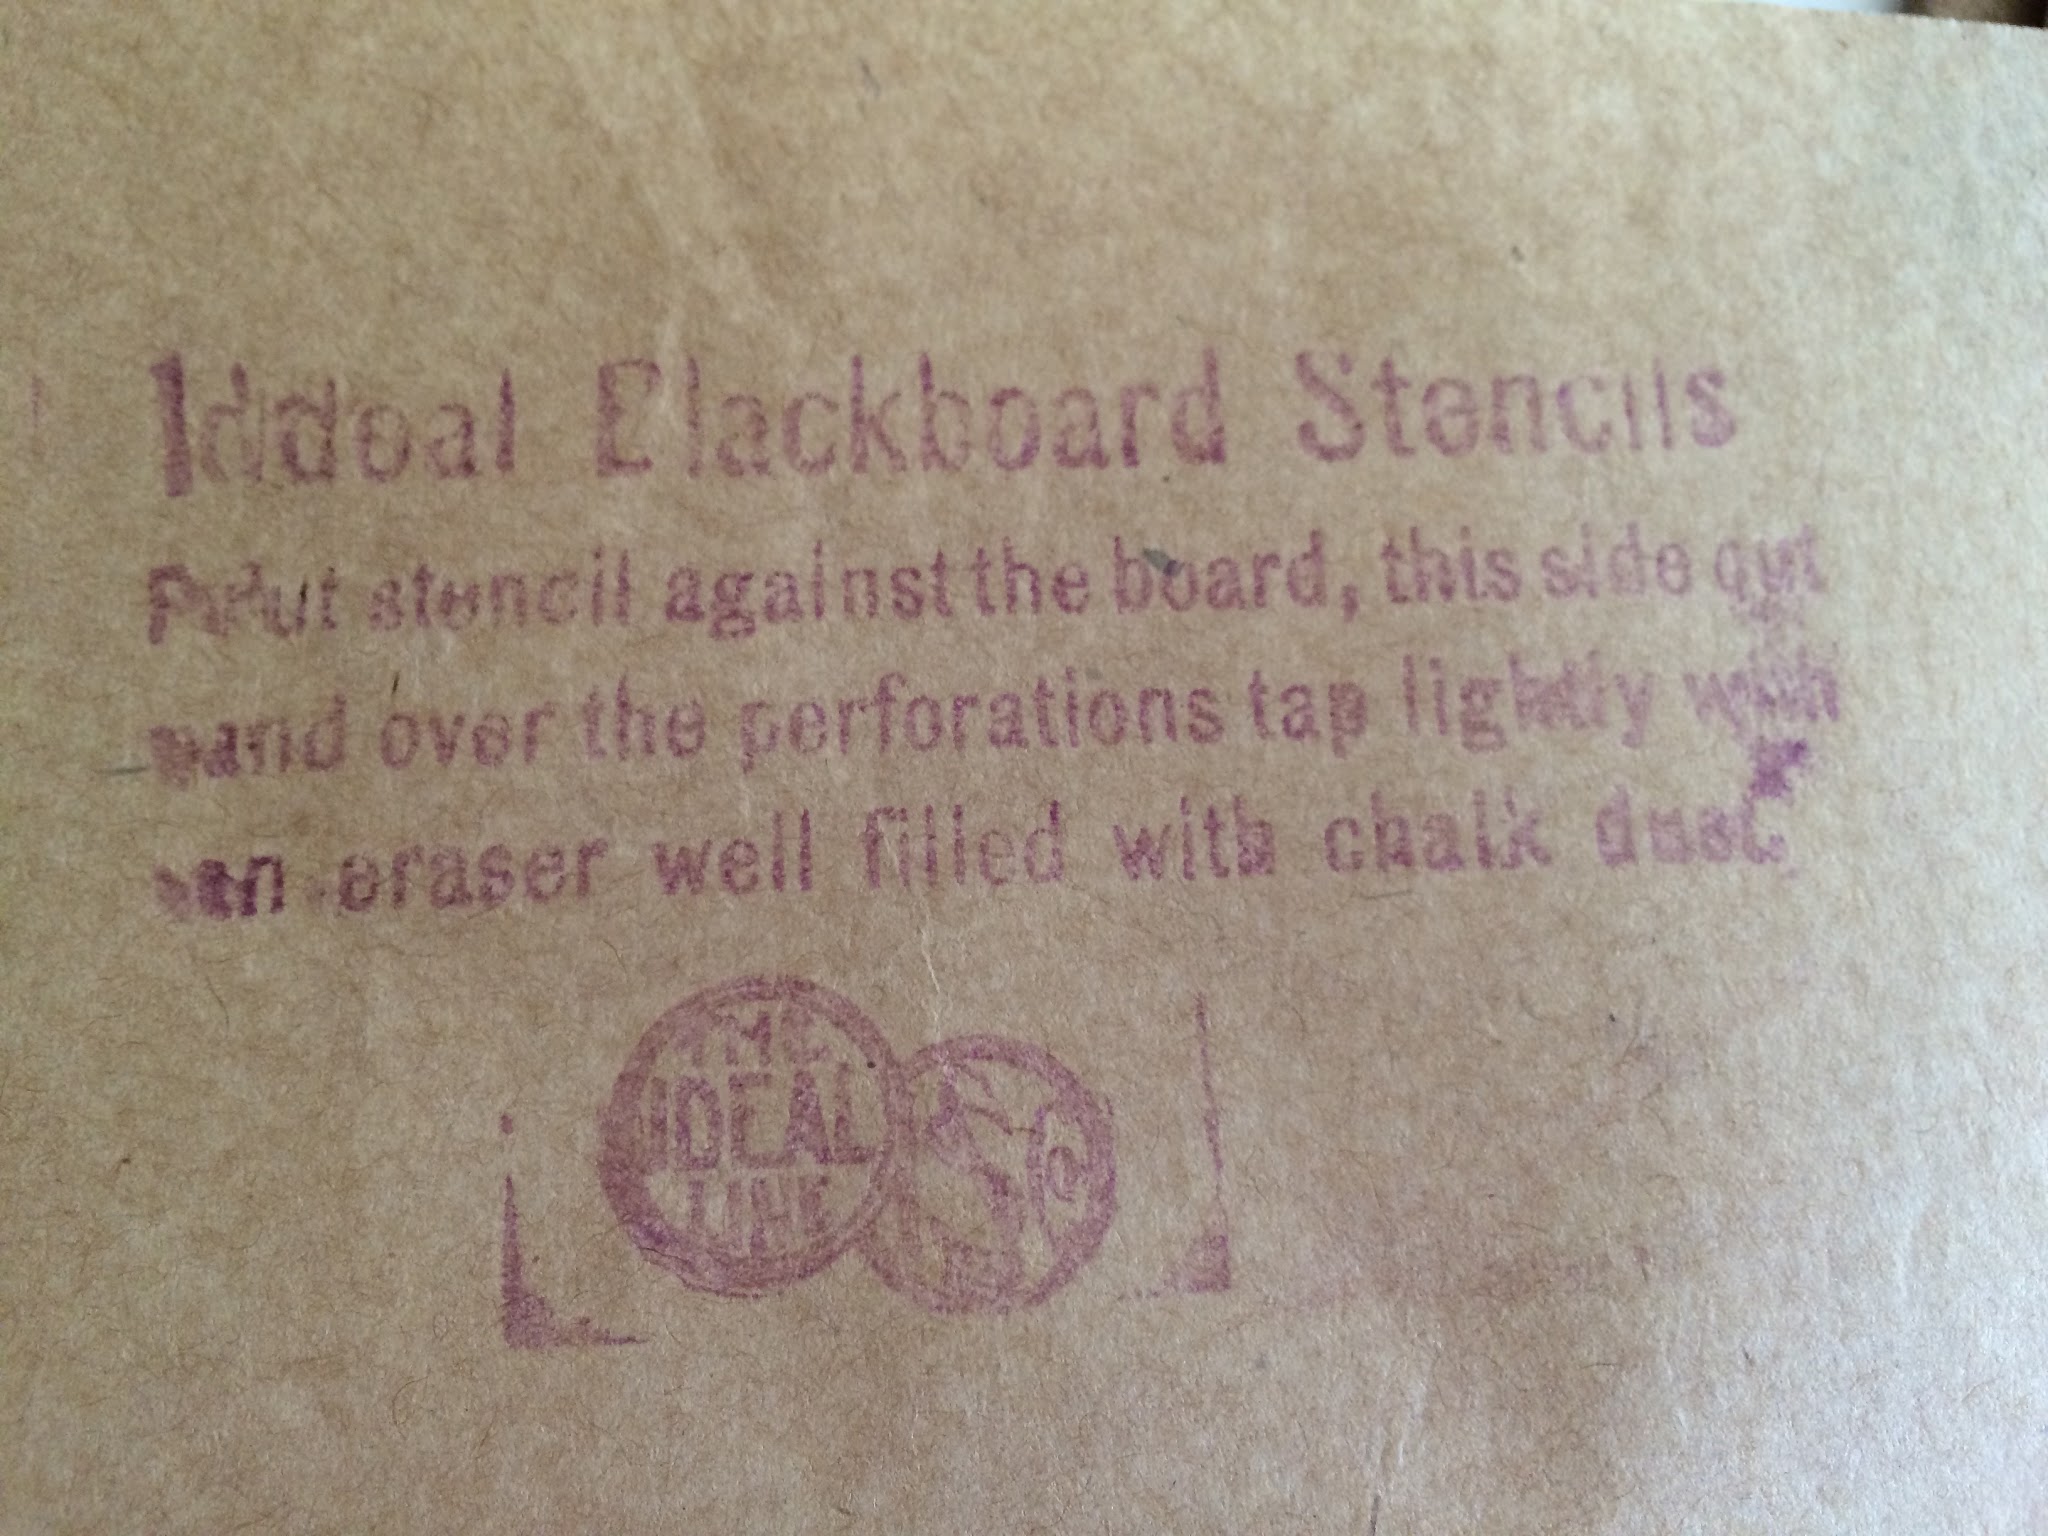 Ideal Blackboard Stencils
Put stencil against the board, this side out
and over the perforations tap lightly with
an eraser well filled with chalk dust.
THE
IDEAL
LINE